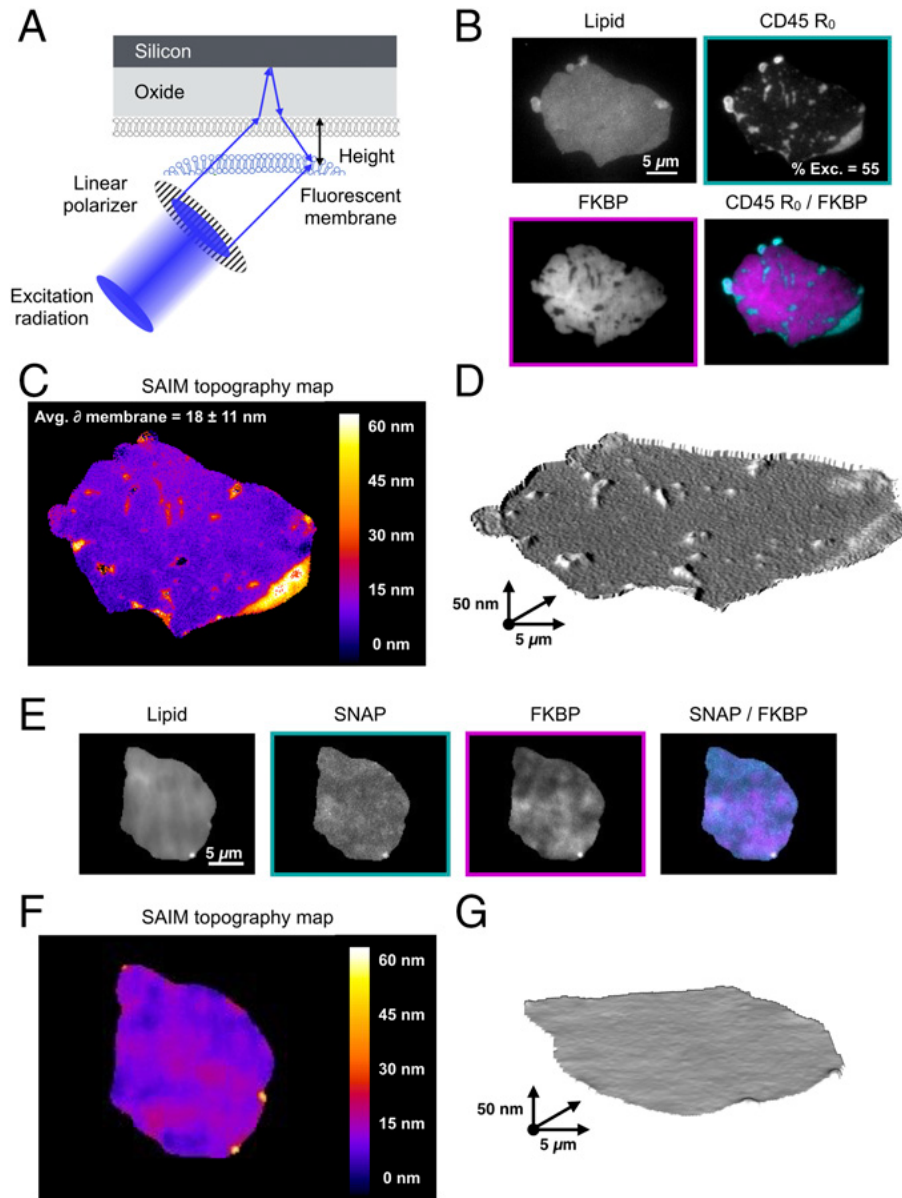 A
Silicon
Oxide
Height
Linear
polarizer
Fluorescent
membrane
Excitation
radiation
B
Lipid
CD45 R₀
5 µm
% Exc. = 55
FKBP
CD45 R₀ / FKBP
C
SAIM topography map
Avg. ∂ membrane = 18 ± 11 nm
60 nm
45 nm
30 nm
15 nm
0 nm
D
50 nm
5 µm
E
Lipid
SNAP
FKBP
SNAP / FKBP
5 µm
F
SAIM topography map
60 nm
45 nm
30 nm
15 nm
0 nm
G
50 nm
5 µm